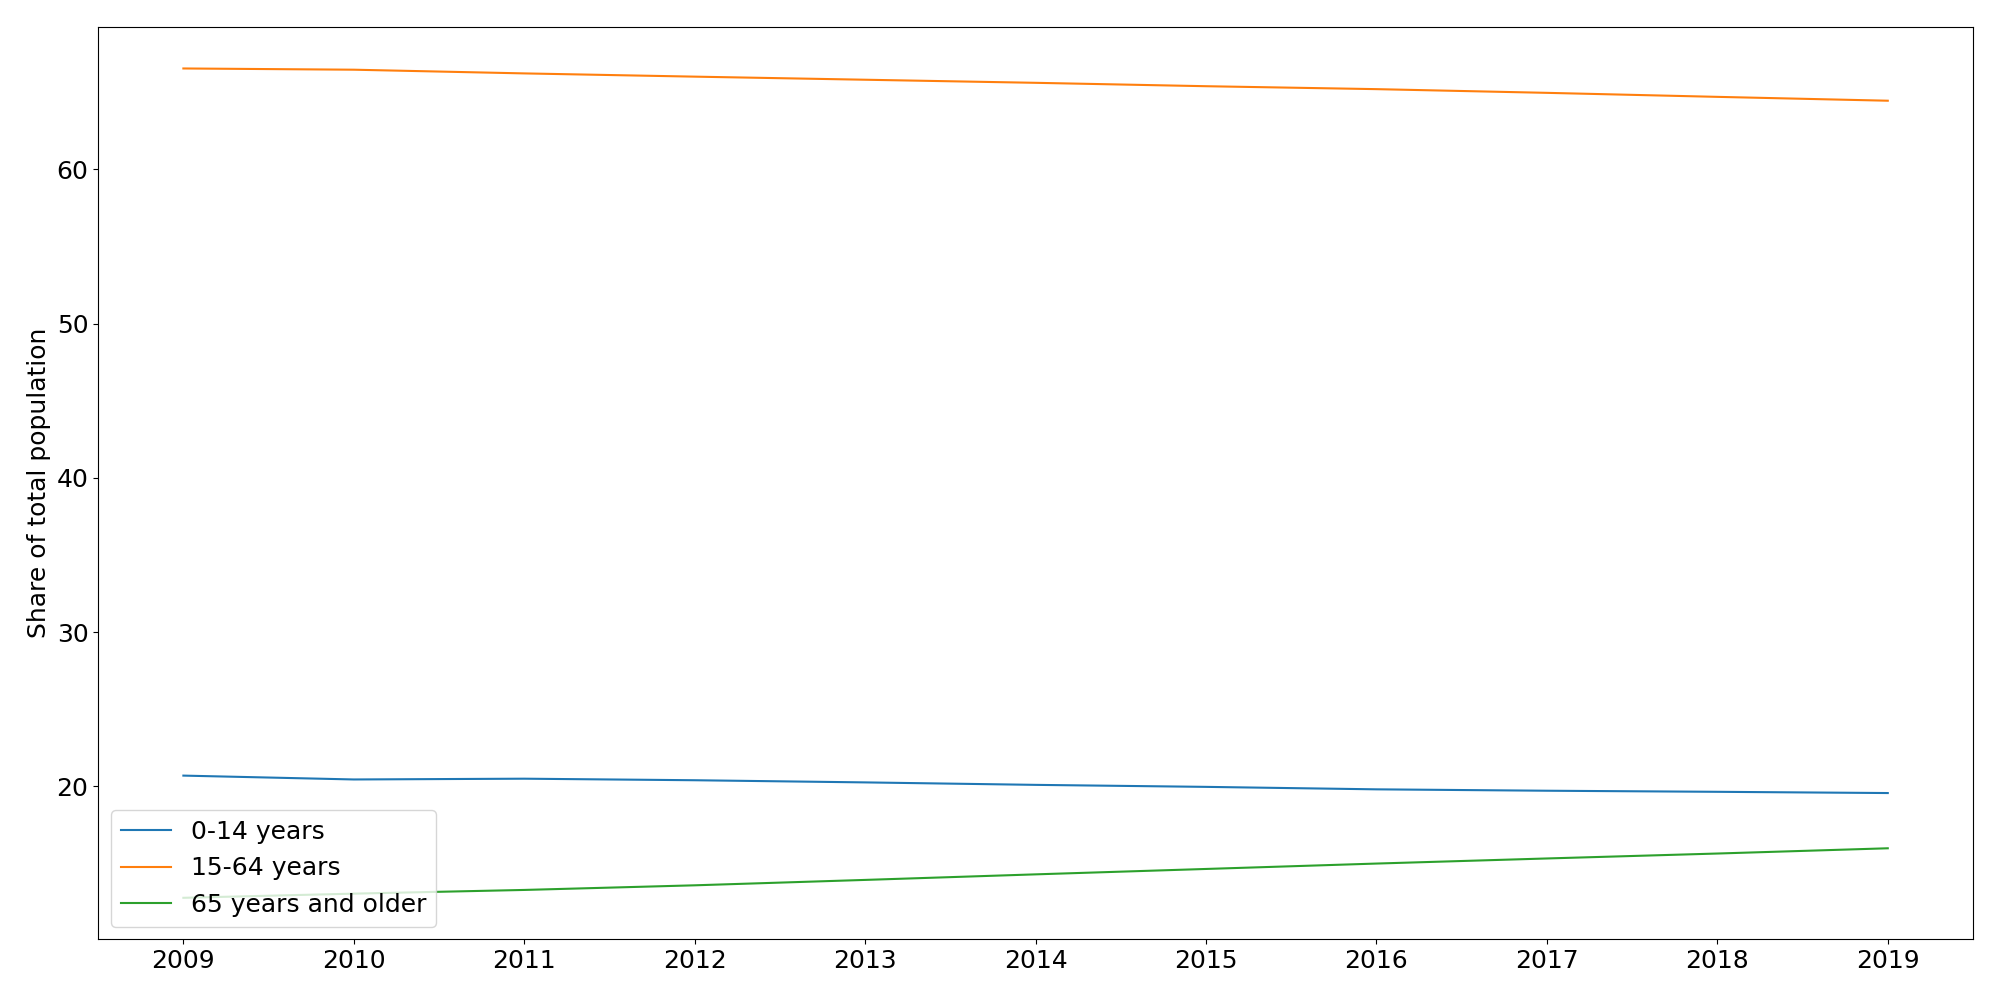 Share of total population
60
50
40
30
20
0-14 years
15-64 years
65 years and older
2009 2010 2011 2012 2013 2014 2015 2016 2017 2018 2019